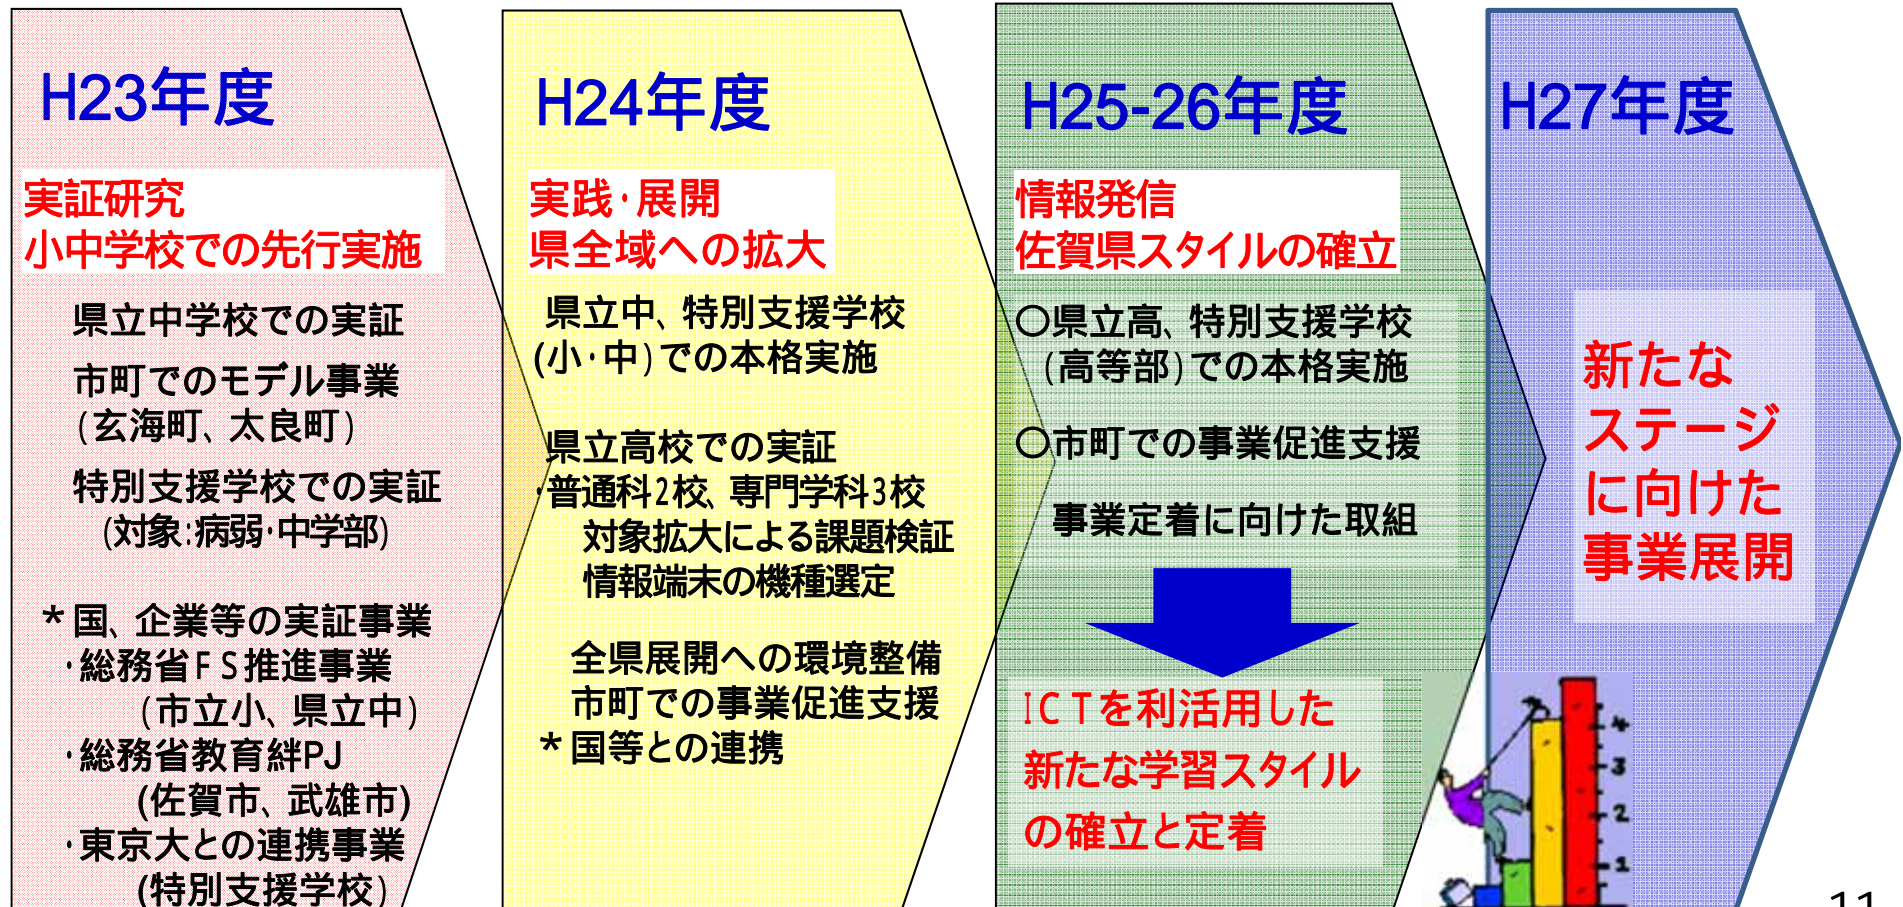 H23年度
実証研究
小中学校での先行実施
県立中学校での実証
市町でのモデル事業
(玄海町、太良町)
特別支援学校での実証
(対象:病弱・中学部)
*国、企業等の実証事業
・総務省FS推進事業
(市立小、県立中)
・総務省教育絆PJ
(佐賀市、武雄市)
・東京大との連携事業
(特別支援学校)
H24年度
実践・展開
県全域への拡大
県立中、特別支援学校
(小・中)での本格実施
県立高校での実証
・普通科2校、専門学科3校
対象拡大による課題検証
情報端末の機種選定
全県展開への環境整備
市町での事業促進支援
*国等との連携
H25-26年度
情報発信
佐賀県スタイルの確立
○県立高、特別支援学校
(高等部)での本格実施
○市町での事業促進支援
事業定着に向けた取組
ICTを利活用した
新たな学習スタイル
の確立と定着
H27年度
新たな
ステージ
に向けた
事業展開
4
3
2
1
11